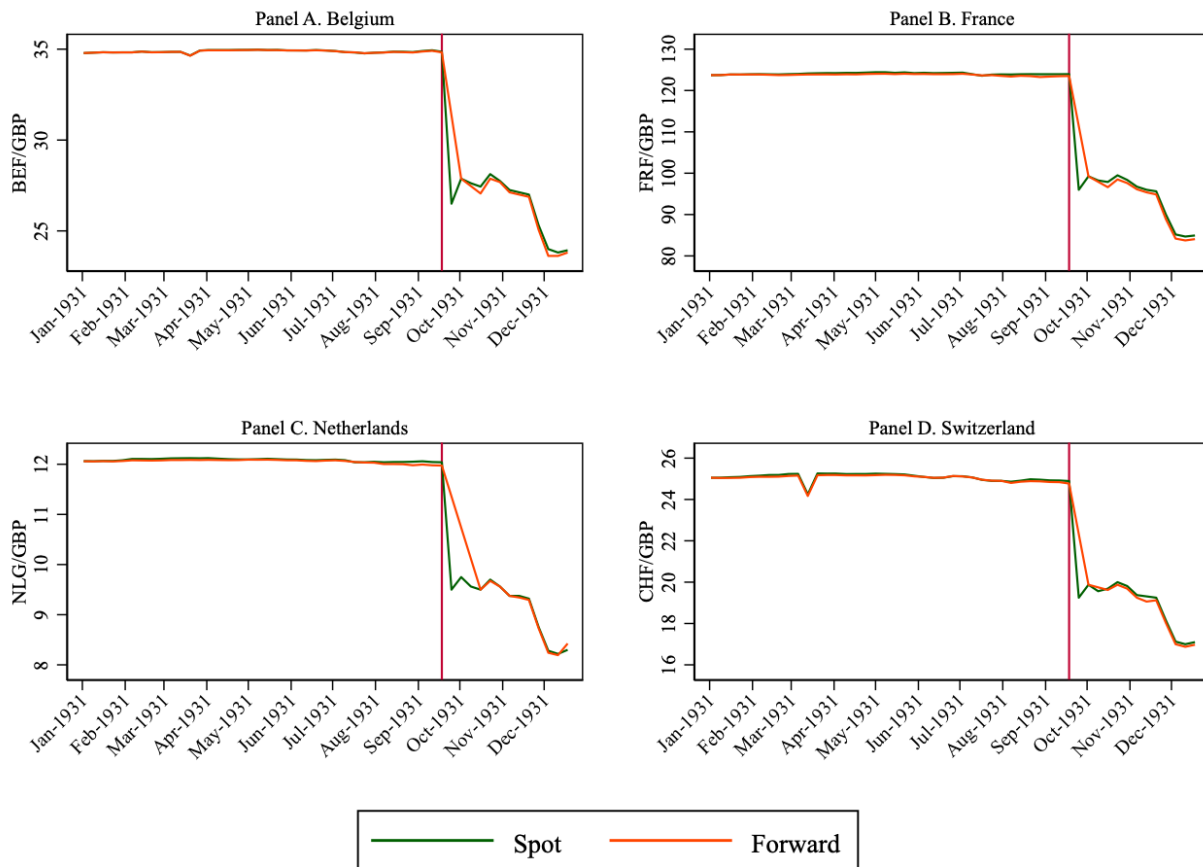 Panel A. Belgium
BEF/GBP
35
30
25
Jan-1931
Feb-1931
Mar-1931
Apr-1931
May-1931
Jun-1931
Jul-1931
Aug-1931
Sep-1931
Oct-1931
Nov-1931
Dec-1931
Panel B. France
FRF/GBP
130
120
110
100
90
80
Jan-1931
Feb-1931
Mar-1931
Apr-1931
May-1931
Jun-1931
Jul-1931
Aug-1931
Sep-1931
Oct-1931
Nov-1931
Dec-1931
Panel C. Netherlands
NLG/GBP
12
11
10
9
8
Jan-1931
Feb-1931
Mar-1931
Apr-1931
May-1931
Jun-1931
Jul-1931
Aug-1931
Sep-1931
Oct-1931
Nov-1931
Dec-1931
Panel D. Switzerland
CHF/GBP
26
24
22
20
18
16
Jan-1931
Feb-1931
Mar-1931
Apr-1931
May-1931
Jun-1931
Jul-1931
Aug-1931
Sep-1931
Oct-1931
Nov-1931
Dec-1931
Spot
Forward